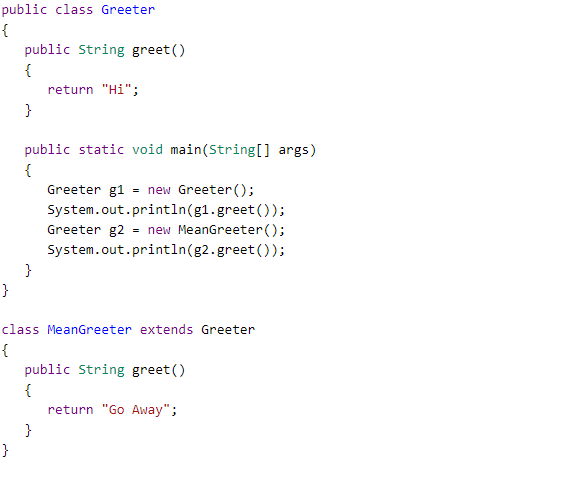 public class Greeter
{
   public String greet()
   {
      return "Hi";
   }

   public static void main(String[] args)
   {
      Greeter g1 = new Greeter();
      System.out.println(g1.greet());
      Greeter g2 = new MeanGreeter();
      System.out.println(g2.greet());
   }
}

class MeanGreeter extends Greeter
{
   public String greet()
   {
      return "Go Away";
   }
}